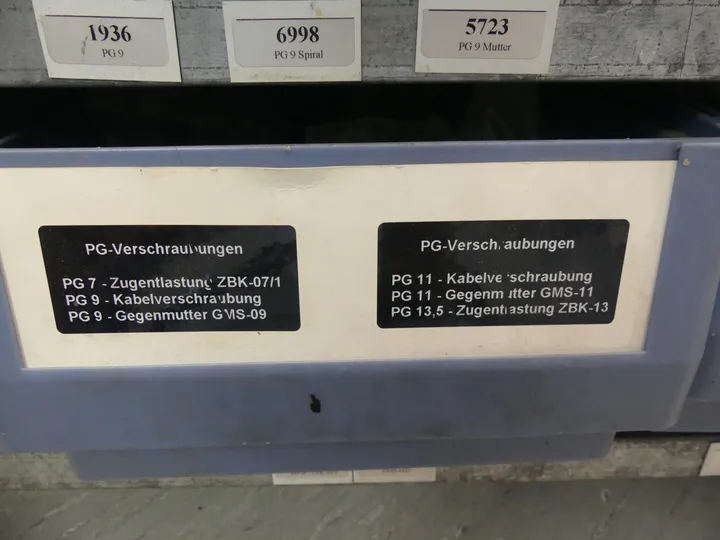 1936
PG 9
6998
PG 9 Spiral
5723
PG 9 Mutter
PG-Verschraubungen
PG 7 - Zugentlastung ZBK-07/1
PG 9 - Kabelverschraubung
PG 9 - Gegenmutter GMS-09
PG-Verschraubungen
PG 11 - Kabelverschraubung
PG 11 - Gegenmutter GMS-11
PG 13,5 - Zugentlastung ZBK-13